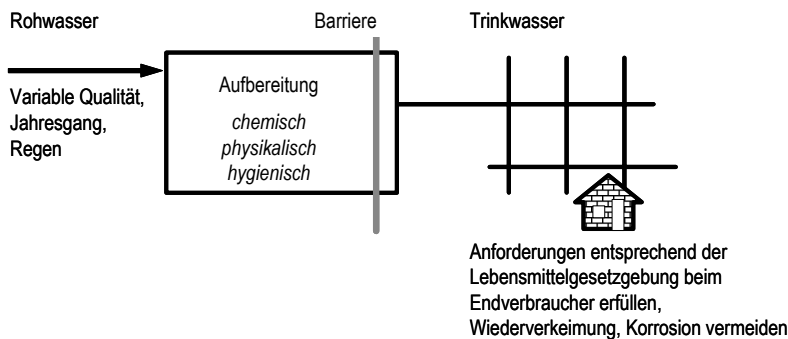 Rohwasser
Barriere
Trinkwasser
Variable Qualität,
Jahresgang,
Regen
Aufbereitung
chemisch
physikalisch
hygienisch
Anforderungen entsprechend der
Lebensmittelgesetzgebung beim
Endverbraucher erfüllen,
Wiederverkeimung, Korrosion vermeiden